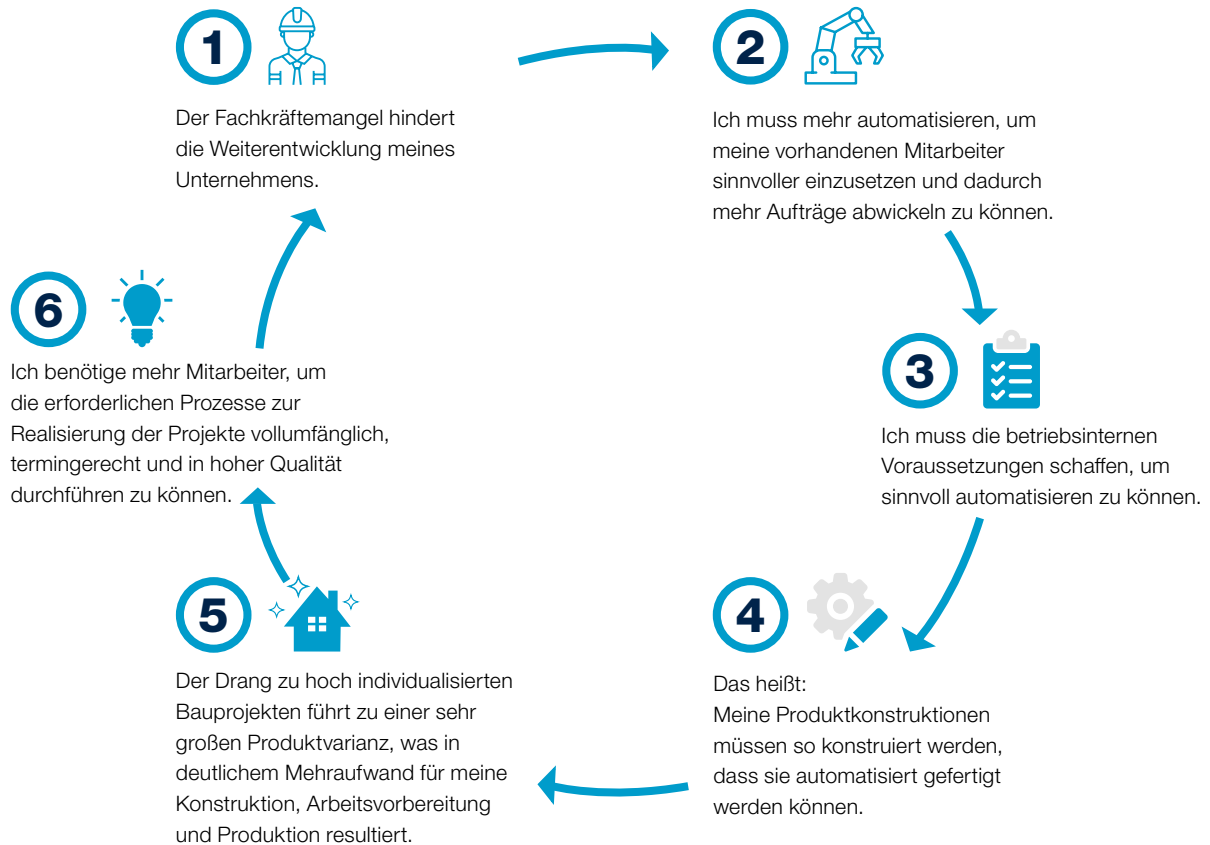 1
Der Fachkräftemangel hindert
die Weiterentwicklung meines
Unternehmens.
2
Ich muss mehr automatisieren, um
meine vorhandenen Mitarbeiter
sinnvoller einzusetzen und dadurch
mehr Aufträge abwickeln zu können.
3
Ich muss die betriebsinternen
Voraussetzungen schaffen, um
sinnvoll automatisieren zu können.
4
Das heißt:
Meine Produktkonstruktionen
müssen so konstruiert werden,
dass sie automatisiert gefertigt
werden können.
5
Der Drang zu hoch individualisierten
Bauprojekten führt zu einer sehr
großen Produktvarianz, was in
deutlichem Mehraufwand für meine
Konstruktion, Arbeitsvorbereitung
und Produktion resultiert.
6
Ich benötige mehr Mitarbeiter, um
die erforderlichen Prozesse zur
Realisierung der Projekte vollumfänglich,
termingerecht und in hoher Qualität
durchführen zu können.